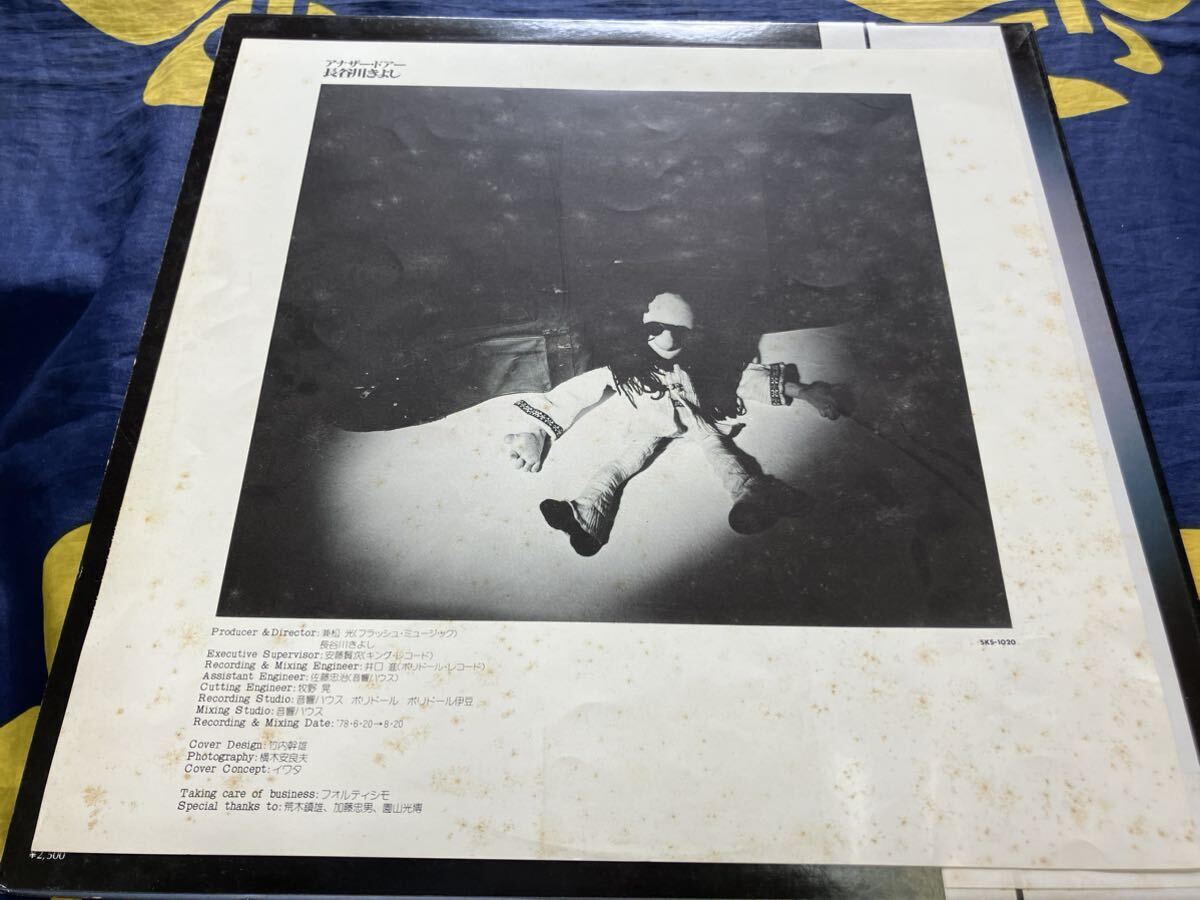 アナザー・ドアー
長谷川きよし
SKS-1020
Producer & Director:兼松 光(フラッシュ・ミュージック)
長谷川きよし
Executive Supervisor:安藤賢次(キング・レコード)
Recording & Mixing Engineer:井口 進(ポリドール・レコード)
Assistant Engineer:佐藤忠治(音響ハウス)
Cutting Engineer:牧野 晃
Recording Studio:音響ハウス ポリドール ポリドール伊豆
Mixing Studio:音響ハウス
Recording & Mixing Date:'78・6・20→8・20
Cover Design:竹内幹雄
Photography:橋木安良夫
Cover Concept:イワタ
Taking care of business:フォルティシモ
Special thanks to:荒木鎮雄、加藤忠男、園山光博
¥2,500